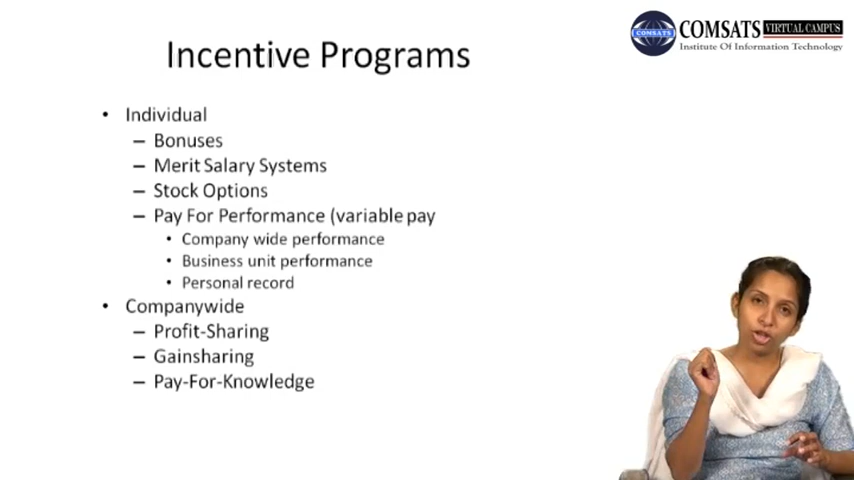 Incentive Programs
COMSATS VIRTUAL CAMPUS
COMSATS
Institute Of Information Technology
• Individual
– Bonuses
– Merit Salary Systems
– Stock Options
– Pay For Performance (variable pay
• Company wide performance
• Business unit performance
• Personal record
• Companywide
– Profit-Sharing
– Gainsharing
– Pay-For-Knowledge